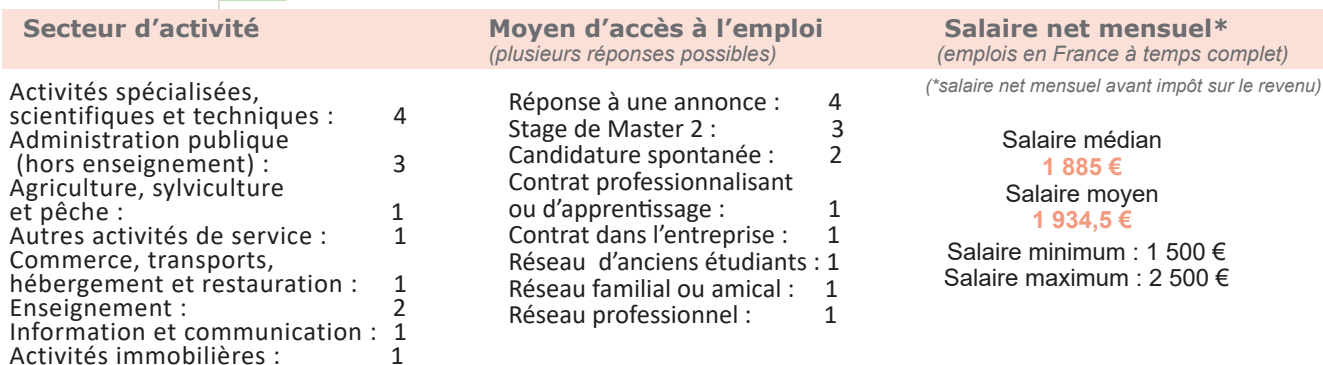 Secteur d'activité
Activités spécialisées,
scientifiques et techniques : 4
Administration publique
(hors enseignement) : 3
Agriculture, sylviculture
et pêche : 1
Autres activités de service : 1
Commerce, transports,
hébergement et restauration : 1
Enseignement : 2
Information et communication : 1
Activités immobilières : 1
Moyen d'accès à l'emploi
(plusieurs réponses possibles)
Réponse à une annonce : 4
Stage de Master 2 : 3
Candidature spontanée : 2
Contrat professionnalisant
ou d'apprentissage : 1
Contrat dans l'entreprise : 1
Réseau d'anciens étudiants : 1
Réseau familial ou amical : 1
Réseau professionnel : 1
Salaire net mensuel*
(emplois en France à temps complet)
(*salaire net mensuel avant impôt sur le revenu)
Salaire médian
1 885 €
Salaire moyen
1 934,5 €
Salaire minimum : 1 500 €
Salaire maximum : 2 500 €